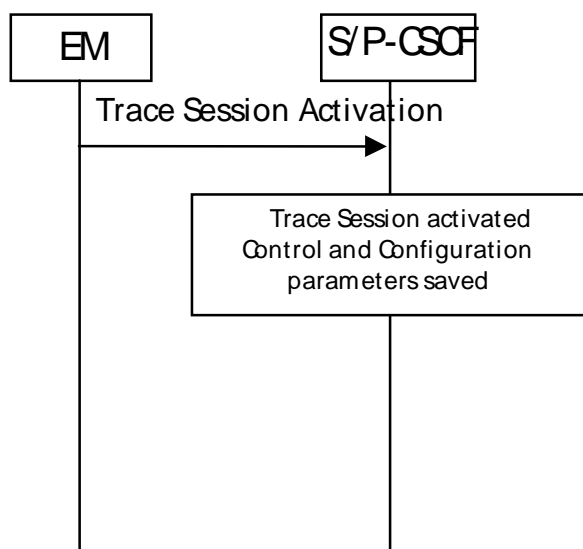 EM
S/P-CSCF
Trace Session Activation
Trace Session activated
Control and Configuration
parameters saved